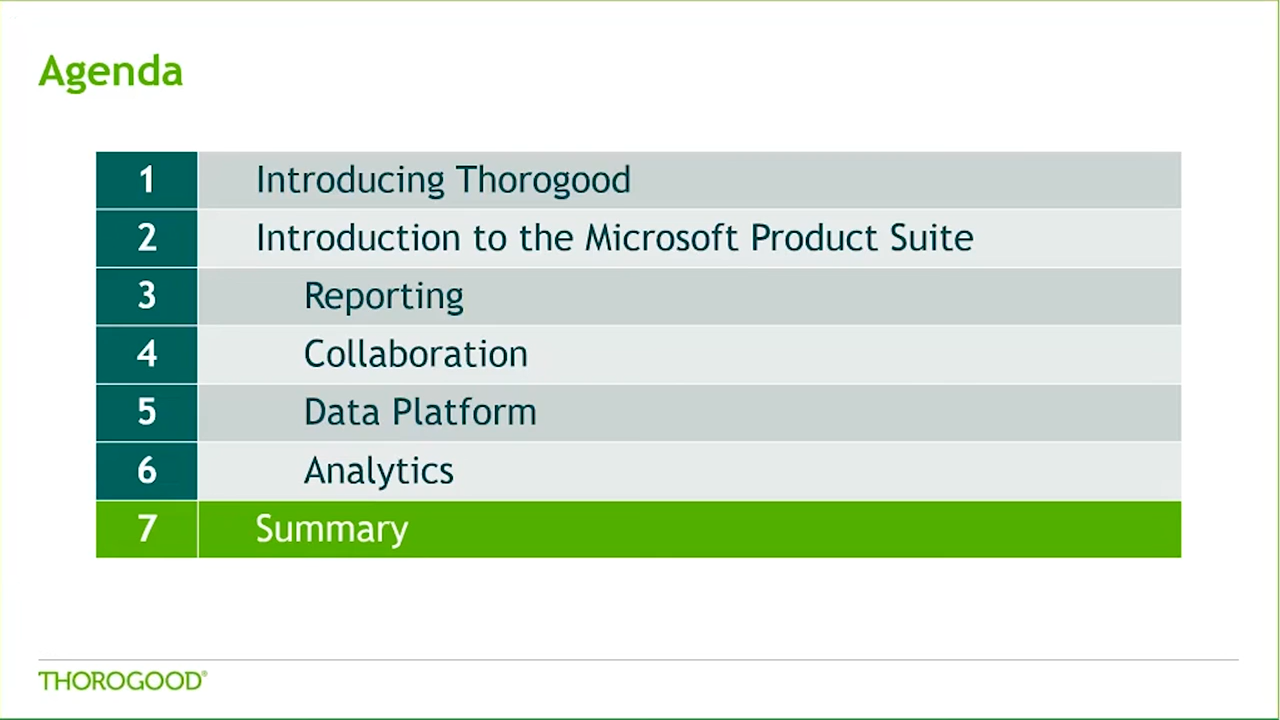 Agenda
1 Introducing Thorogood
2 Introduction to the Microsoft Product Suite
3 Reporting
4 Collaboration
5 Data Platform
6 Analytics
7 Summary
THOROGOOD®